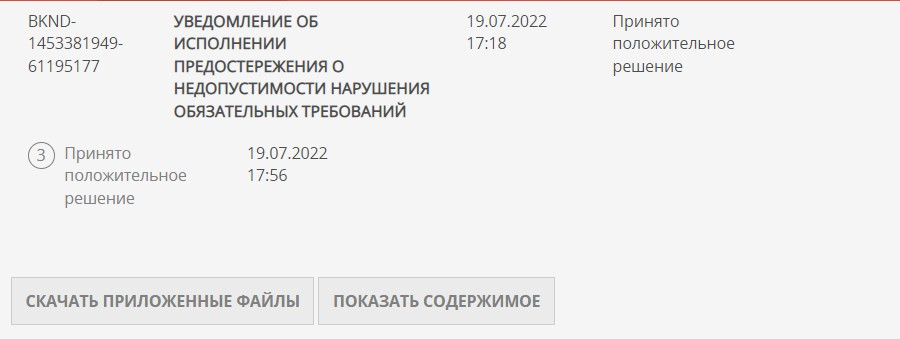 BKND-
1453381949-
61195177
УВЕДОМЛЕНИЕ ОБ
ИСПОЛНЕНИИ
ПРЕДОСТЕРЕЖЕНИЯ О
НЕДОПУСТИМОСТИ НАРУШЕНИЯ
ОБЯЗАТЕЛЬНЫХ ТРЕБОВАНИЙ
19.07.2022
17:18
Принято
положительное
решение
3
Принято
положительное
решение
19.07.2022
17:56
СКАЧАТЬ ПРИЛОЖЕННЫЕ ФАЙЛЫ
ПОКАЗАТЬ СОДЕРЖИМОЕ